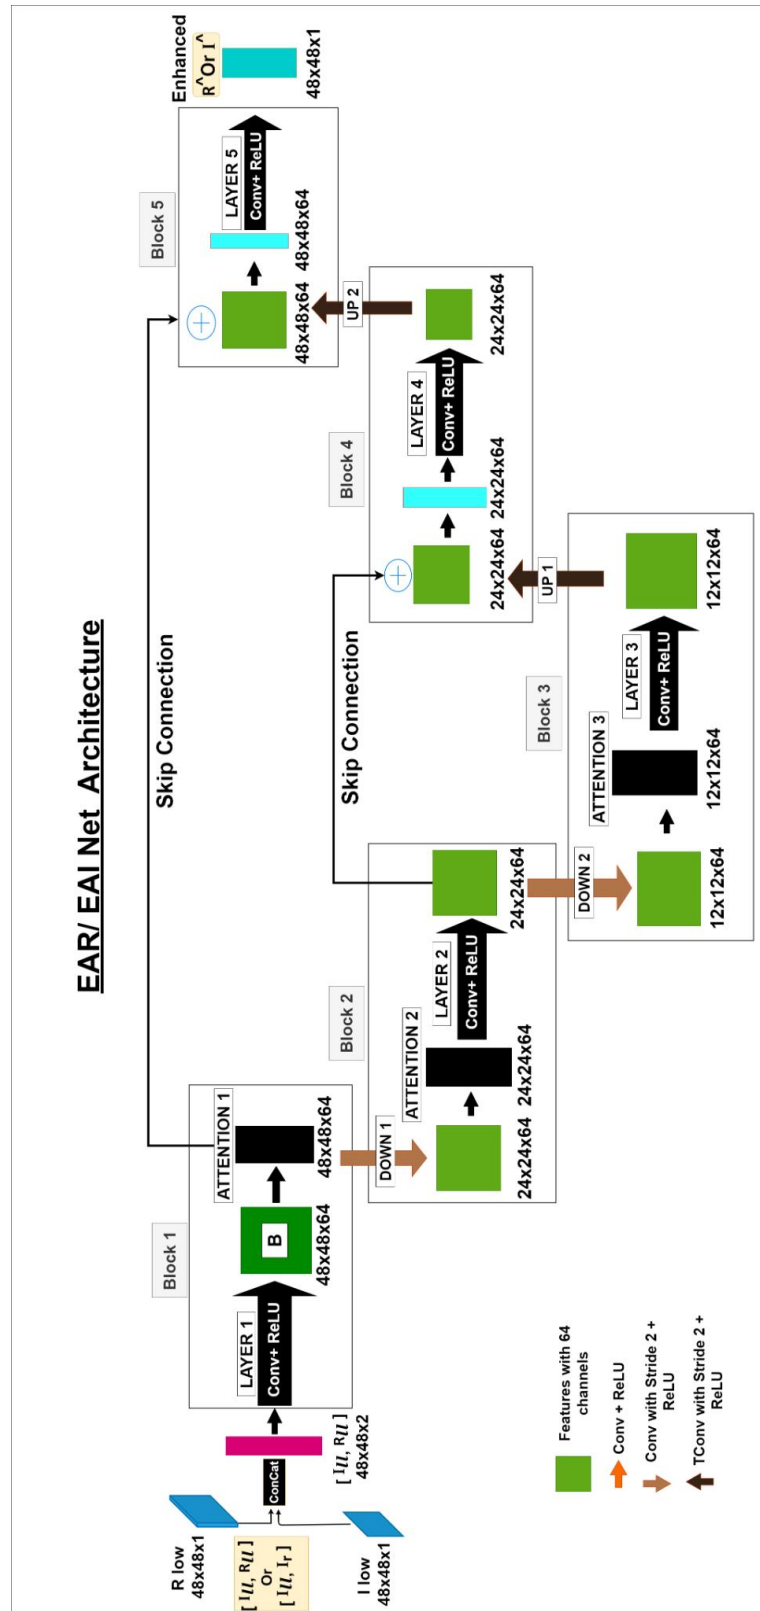 EAR/ EAI Net Architecture
R low
48x48x1
[ Ill, Rll ]
Or
[ Ill, Ir ]
I low
48x48x1
ConCat
[ Ill, Rll ]
48x48x2
Block 1
LAYER 1
Conv+ ReLU
B
48x48x64
ATTENTION 1
48x48x64
Skip Connection
DOWN 1
Block 2
24x24x64
ATTENTION 2
24x24x64
LAYER 2
Conv+ ReLU
24x24x64
Skip Connection
DOWN 2
Block 3
12x12x64
ATTENTION 3
12x12x64
LAYER 3
Conv+ ReLU
12x12x64
UP 1
Block 4
24x24x64
24x24x64
LAYER 4
Conv+ ReLU
24x24x64
UP 2
Block 5
48x48x64
48x48x64
LAYER 5
Conv+ ReLU
Enhanced
R^Or I^
48x48x1
Features with 64
channels
Conv + ReLU
Conv with Stride 2 +
ReLU
TConv with Stride 2 +
ReLU